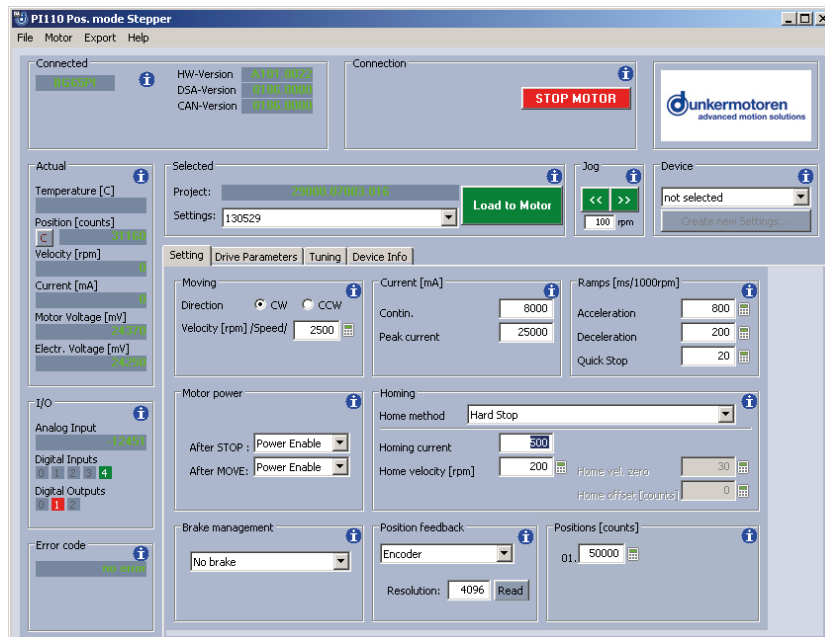 PI110 Pos. mode Stepper
File Motor Export Help
Connected
HW-Version
DSA-Version
CAN-Version
Connection
STOP MOTOR
dunkermotoren
advanced motion solutions
Actual
Temperature [C]
Position [counts]
C
Velocity [rpm]
0
Current [mA]
0
Motor Voltage [mV]
24370
Electr. Voltage [mV]
24250
Selected
Project:
Settings: 130529
Load to Motor
Jog
<< >>
100 rpm
Device
not selected
Create new Settings...
Setting Drive Parameters Tuning Device Info
Moving
Direction CW CCW
Velocity [rpm] /Speed/ 2500
Current [mA]
Contin. 8000
Peak current 25000
Ramps [ms/1000rpm]
Acceleration 800
Deceleration 200
Quick Stop 20
I/O
Analog Input
12451
Digital Inputs
0 1 2 3 4
Digital Outputs
0 1 2
Motor power
After STOP : Power Enable
After MOVE: Power Enable
Homing
Home method Hard Stop
Homing current 500
Home velocity [rpm] 200
Home vel. zero 30
Home offset [counts] 0
Error code
no error
Brake management
No brake
Position feedback
Encoder
Resolution: 4096 Read
Positions [counts]
01. 50000